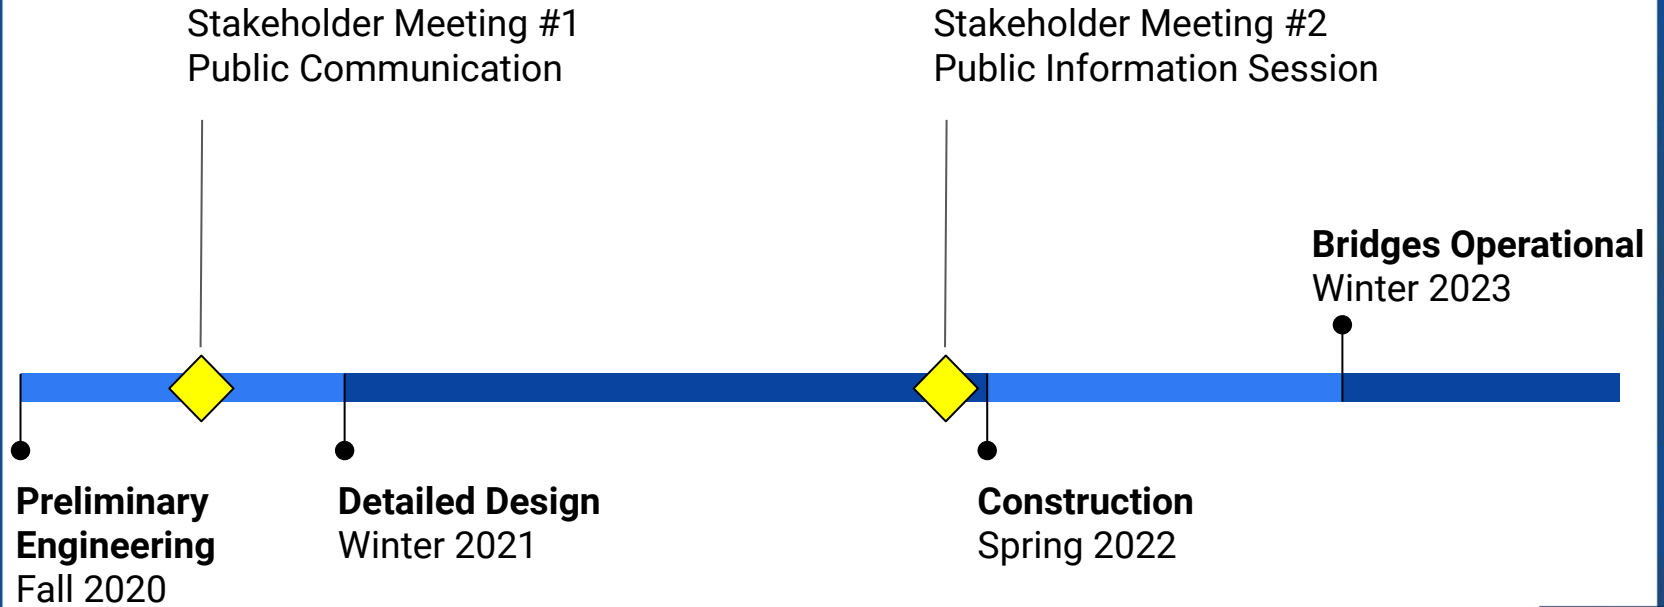 Stakeholder Meeting #1
Public Communication
Stakeholder Meeting #2
Public Information Session
Bridges Operational
Winter 2023
Preliminary
Engineering
Fall 2020
Detailed Design
Winter 2021
Construction
Spring 2022